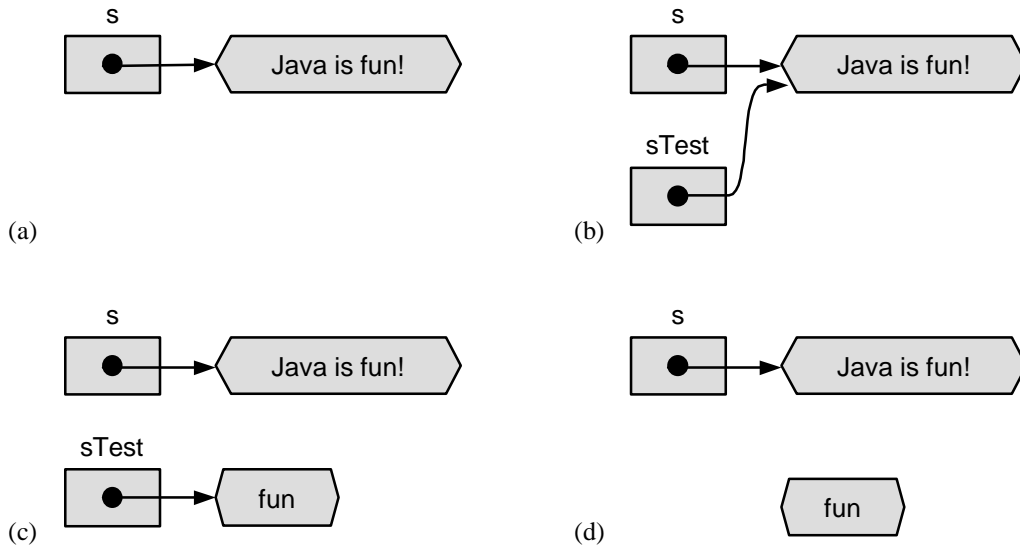 s
Java is fun!
(a)
s
Java is fun!
sTest
(b)
s
Java is fun!
sTest
fun
(c)
s
Java is fun!
fun
(d)